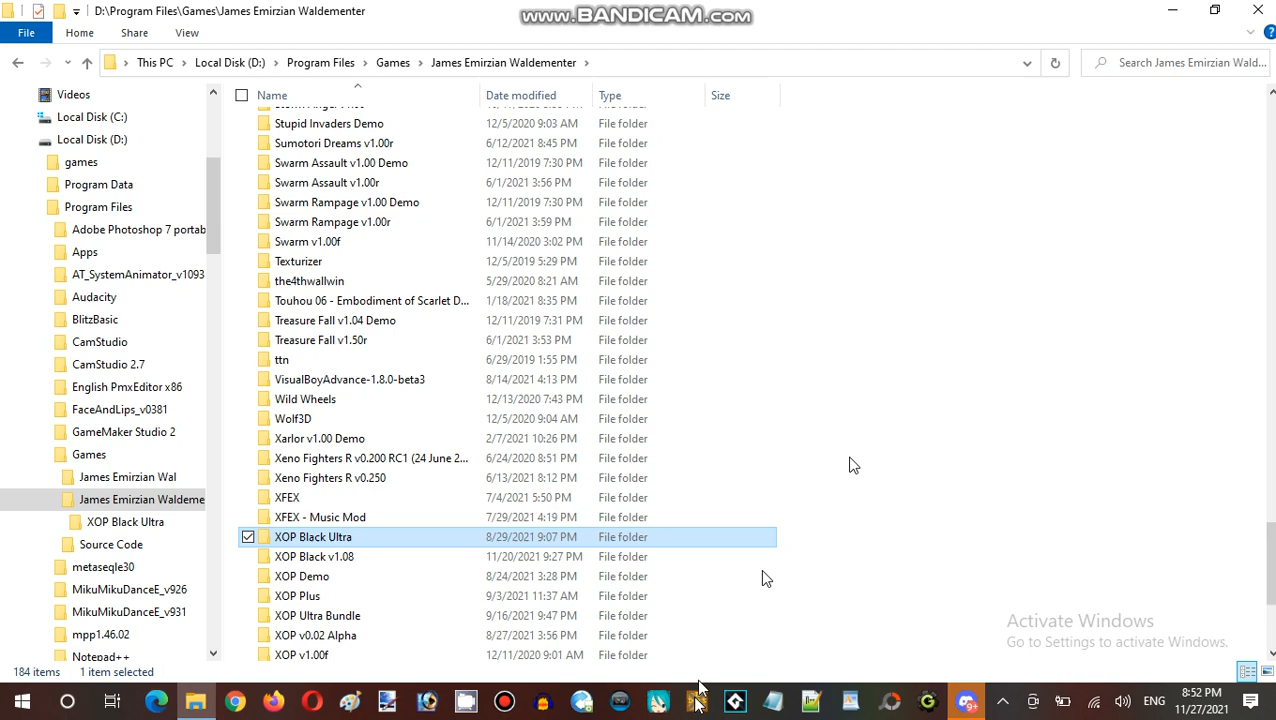 D:\Program Files\Games\James Emirzian Waldementer
www.BANDICAM.com
File Home Share View
This PC Local Disk (D:) Program Files Games James Emirzian Waldementer
Search James Emirzian Wald...
Name Date modified Type Size
Videos
Local Disk (C:)
Local Disk (D:)
games
Program Data
Program Files
Adobe Photoshop 7 portab
Apps
AT_SystemAnimator_v1093
Audacity
BlitzBasic
CamStudio
CamStudio 2.7
English PmxEditor x86
FaceAndLips_v0381
GameMaker Studio 2
Games
James Emirzian Wal
James Emirzian Waldeme
XOP Black Ultra
Source Code
metaseqle30
MikuMikuDanceE_v926
MikuMikuDanceE_v931
mpp1.46.02
Notepad++
Stupid Invaders Demo 12/5/2020 9:03 AM File folder
Sumotori Dreams v1.00r 6/12/2021 8:45 PM File folder
Swarm Assault v1.00 Demo 12/11/2019 7:30 PM File folder
Swarm Assault v1.00r 6/1/2021 3:56 PM File folder
Swarm Rampage v1.00 Demo 12/11/2019 7:30 PM File folder
Swarm Rampage v1.00r 6/1/2021 3:59 PM File folder
Swarm v1.00f 11/14/2020 3:02 PM File folder
Texturizer 12/5/2019 5:29 PM File folder
the4thwallwin 5/29/2020 8:21 AM File folder
Touhou 06 - Embodiment of Scarlet D... 1/18/2021 8:35 PM File folder
Treasure Fall v1.04 Demo 12/11/2019 7:31 PM File folder
Treasure Fall v1.50r 6/1/2021 3:53 PM File folder
ttn 6/29/2019 1:55 PM File folder
VisualBoyAdvance-1.8.0-beta3 8/14/2021 4:13 PM File folder
Wild Wheels 12/13/2020 7:43 PM File folder
Wolf3D 12/5/2020 9:04 AM File folder
Xarlor v1.00 Demo 2/7/2021 10:26 PM File folder
Xeno Fighters R v0.200 RC1 (24 June 2... 6/24/2020 8:51 PM File folder
Xeno Fighters R v0.250 6/13/2021 8:12 PM File folder
XFEX 7/4/2021 5:50 PM File folder
XFEX - Music Mod 7/29/2021 4:19 PM File folder
XOP Black Ultra 8/29/2021 9:07 PM File folder
XOP Black v1.08 11/20/2021 9:27 PM File folder
XOP Demo 8/24/2021 3:28 PM File folder
XOP Plus 9/3/2021 11:37 AM File folder
XOP Ultra Bundle 9/16/2021 9:47 PM File folder
XOP v0.02 Alpha 8/27/2021 3:56 PM File folder
XOP v1.00f 12/11/2020 9:01 AM File folder
Activate Windows
Go to Settings to activate Windows.
184 items 1 item selected
ENG
8:52 PM
11/27/2021